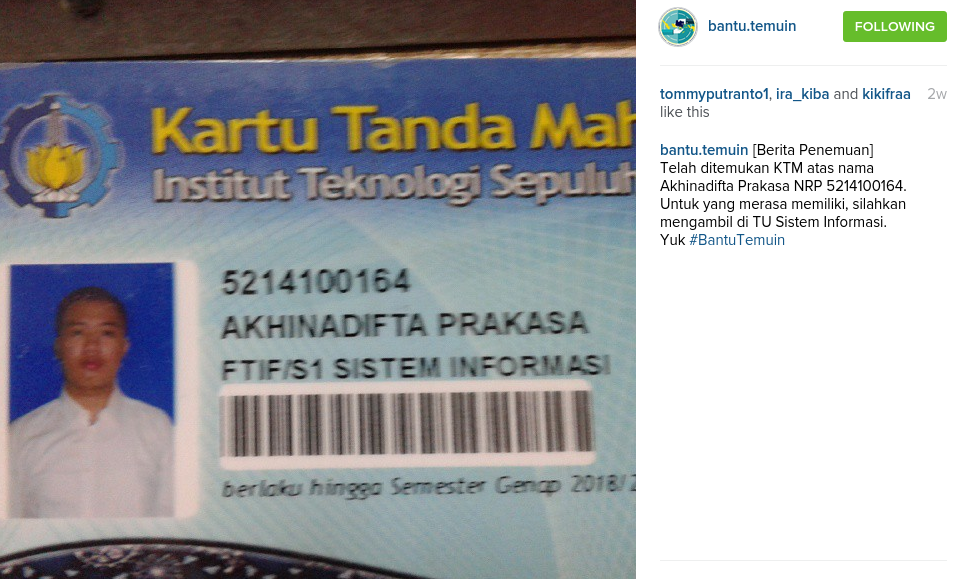 Kartu Tanda Mah
Institut Teknologi Sepuluh
5214100164
AKHINADIFTA PRAKASA
FTIF/S1 SISTEM INFORMASI
berlaku hingga Semester Genap 2018/2
bantu.temuin
FOLLOWING
tommyputranto1, ira_kiba and kikifraa 2w
like this
bantu.temuin [Berita Penemuan]
Telah ditemukan KTM atas nama
Akhinadifta Prakasa NRP 5214100164.
Untuk yang merasa memiliki, silahkan
mengambil di TU Sistem Informasi.
Yuk #BantuTemuin